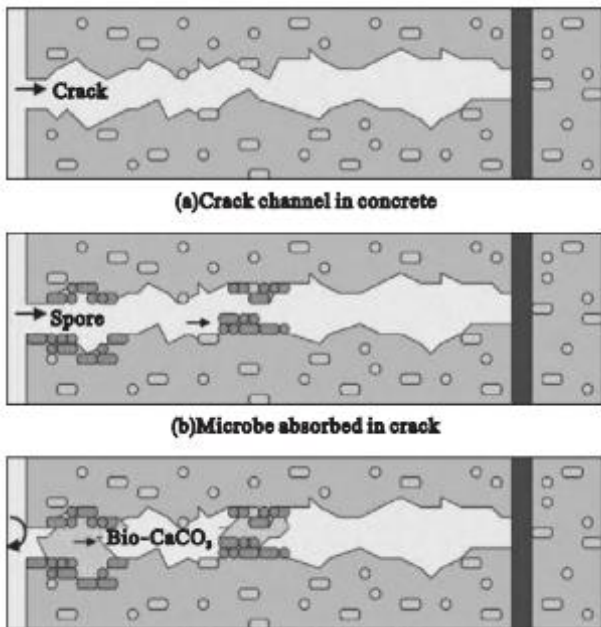 Crack
(a)Crack channel in concrete
Spore
(b)Microbe absorbed in crack
Bio-CaCO₃